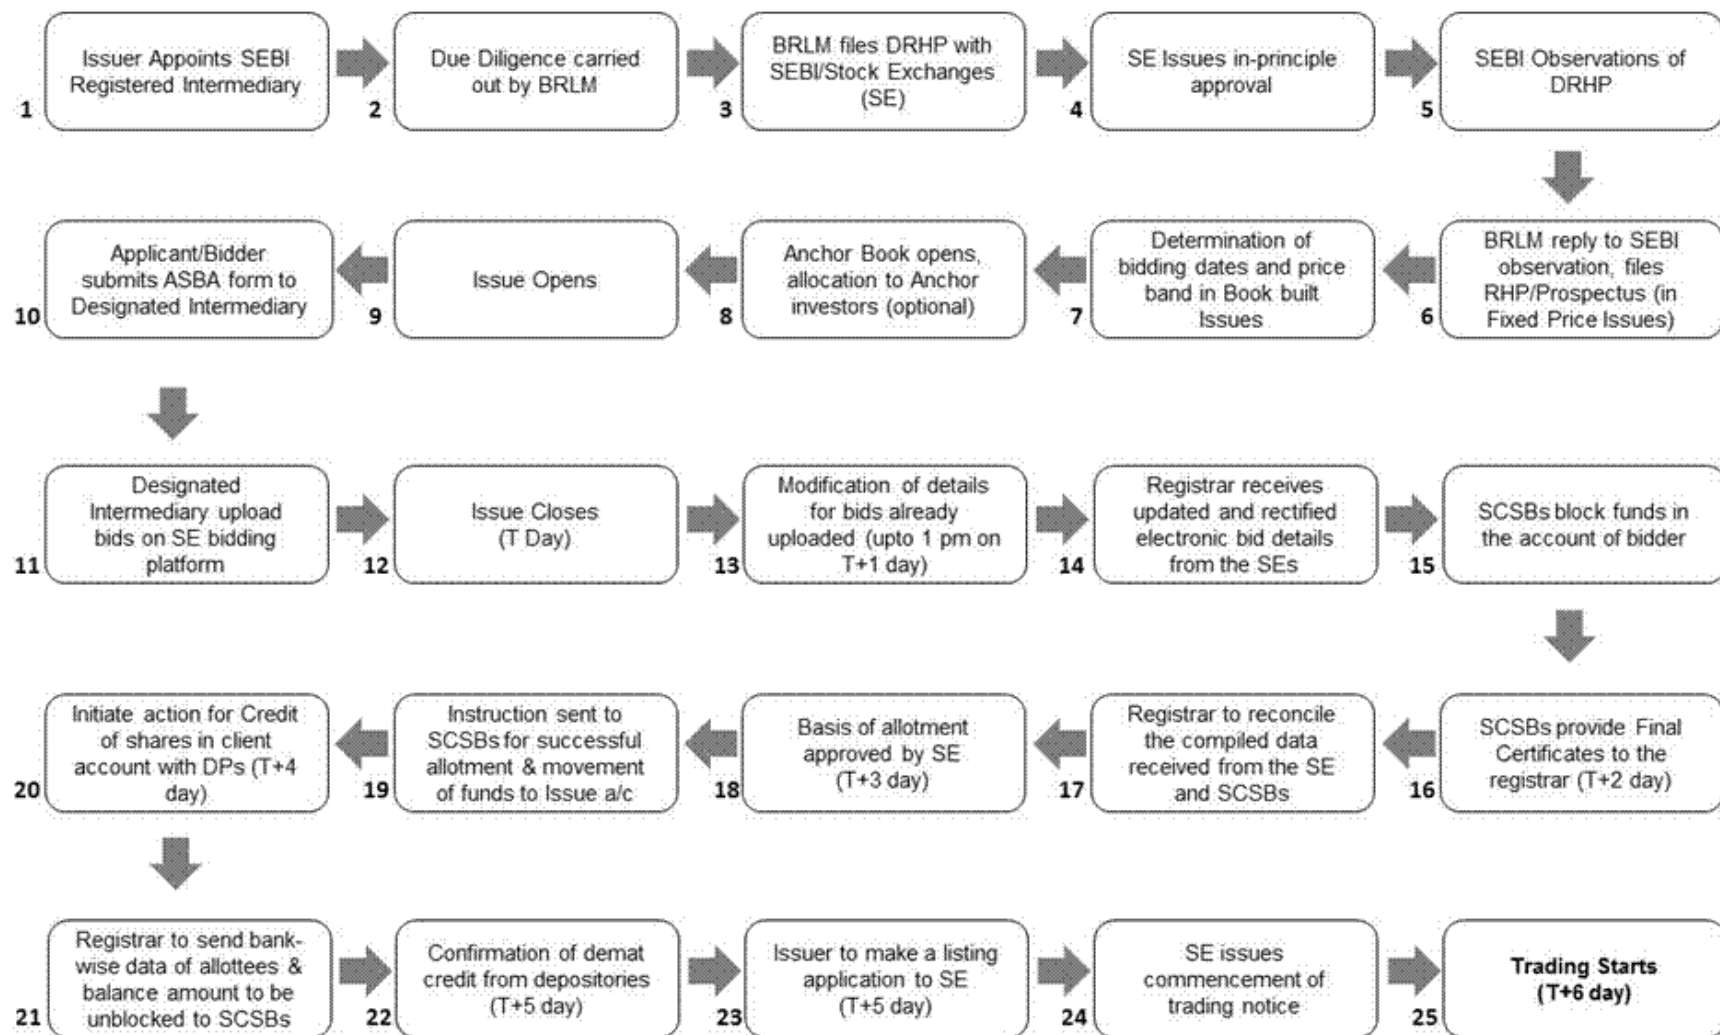 Issuer Appoints SEBI
Registered Intermediary
1
Due Diligence carried
out by BRLM
2
BRLM files DRHP with
SEBI/Stock Exchanges
(SE)
3
SE Issues in-principle
approval
4
SEBI Observations of
DRHP
5
BRLM reply to SEBI
observation, files
RHP/Prospectus (in
Fixed Price Issues)
6
Determination of
bidding dates and price
band in Book built
Issues
7
Anchor Book opens,
allocation to Anchor
investors (optional)
8
Issue Opens
9
Applicant/Bidder
submits ASBA form to
Designated Intermediary
10
Designated
Intermediary upload
bids on SE bidding
platform
11
Issue Closes
(T Day)
12
Modification of details
for bids already
uploaded (upto 1 pm on
T+1 day)
13
Registrar receives
updated and rectified
electronic bid details
from the SEs
14
SCSBs block funds in
the account of bidder
15
SCSBs provide Final
Certificates to the
registrar (T+2 day)
16
Registrar to reconcile
the compiled data
received from the SE
and SCSBs
17
Basis of allotment
approved by SE
(T+3 day)
18
Instruction sent to
SCSBs for successful
allotment & movement
of funds to Issue a/c
19
Initiate action for Credit
of shares in client
account with DPs (T+4
day)
20
Registrar to send bank-
wise data of allottees &
balance amount to be
unblocked to SCSBs
21
Confirmation of demat
credit from depositories
(T+5 day)
22
Issuer to make a listing
application to SE
(T+5 day)
23
SE issues
commencement of
trading notice
24
Trading Starts
(T+6 day)
25